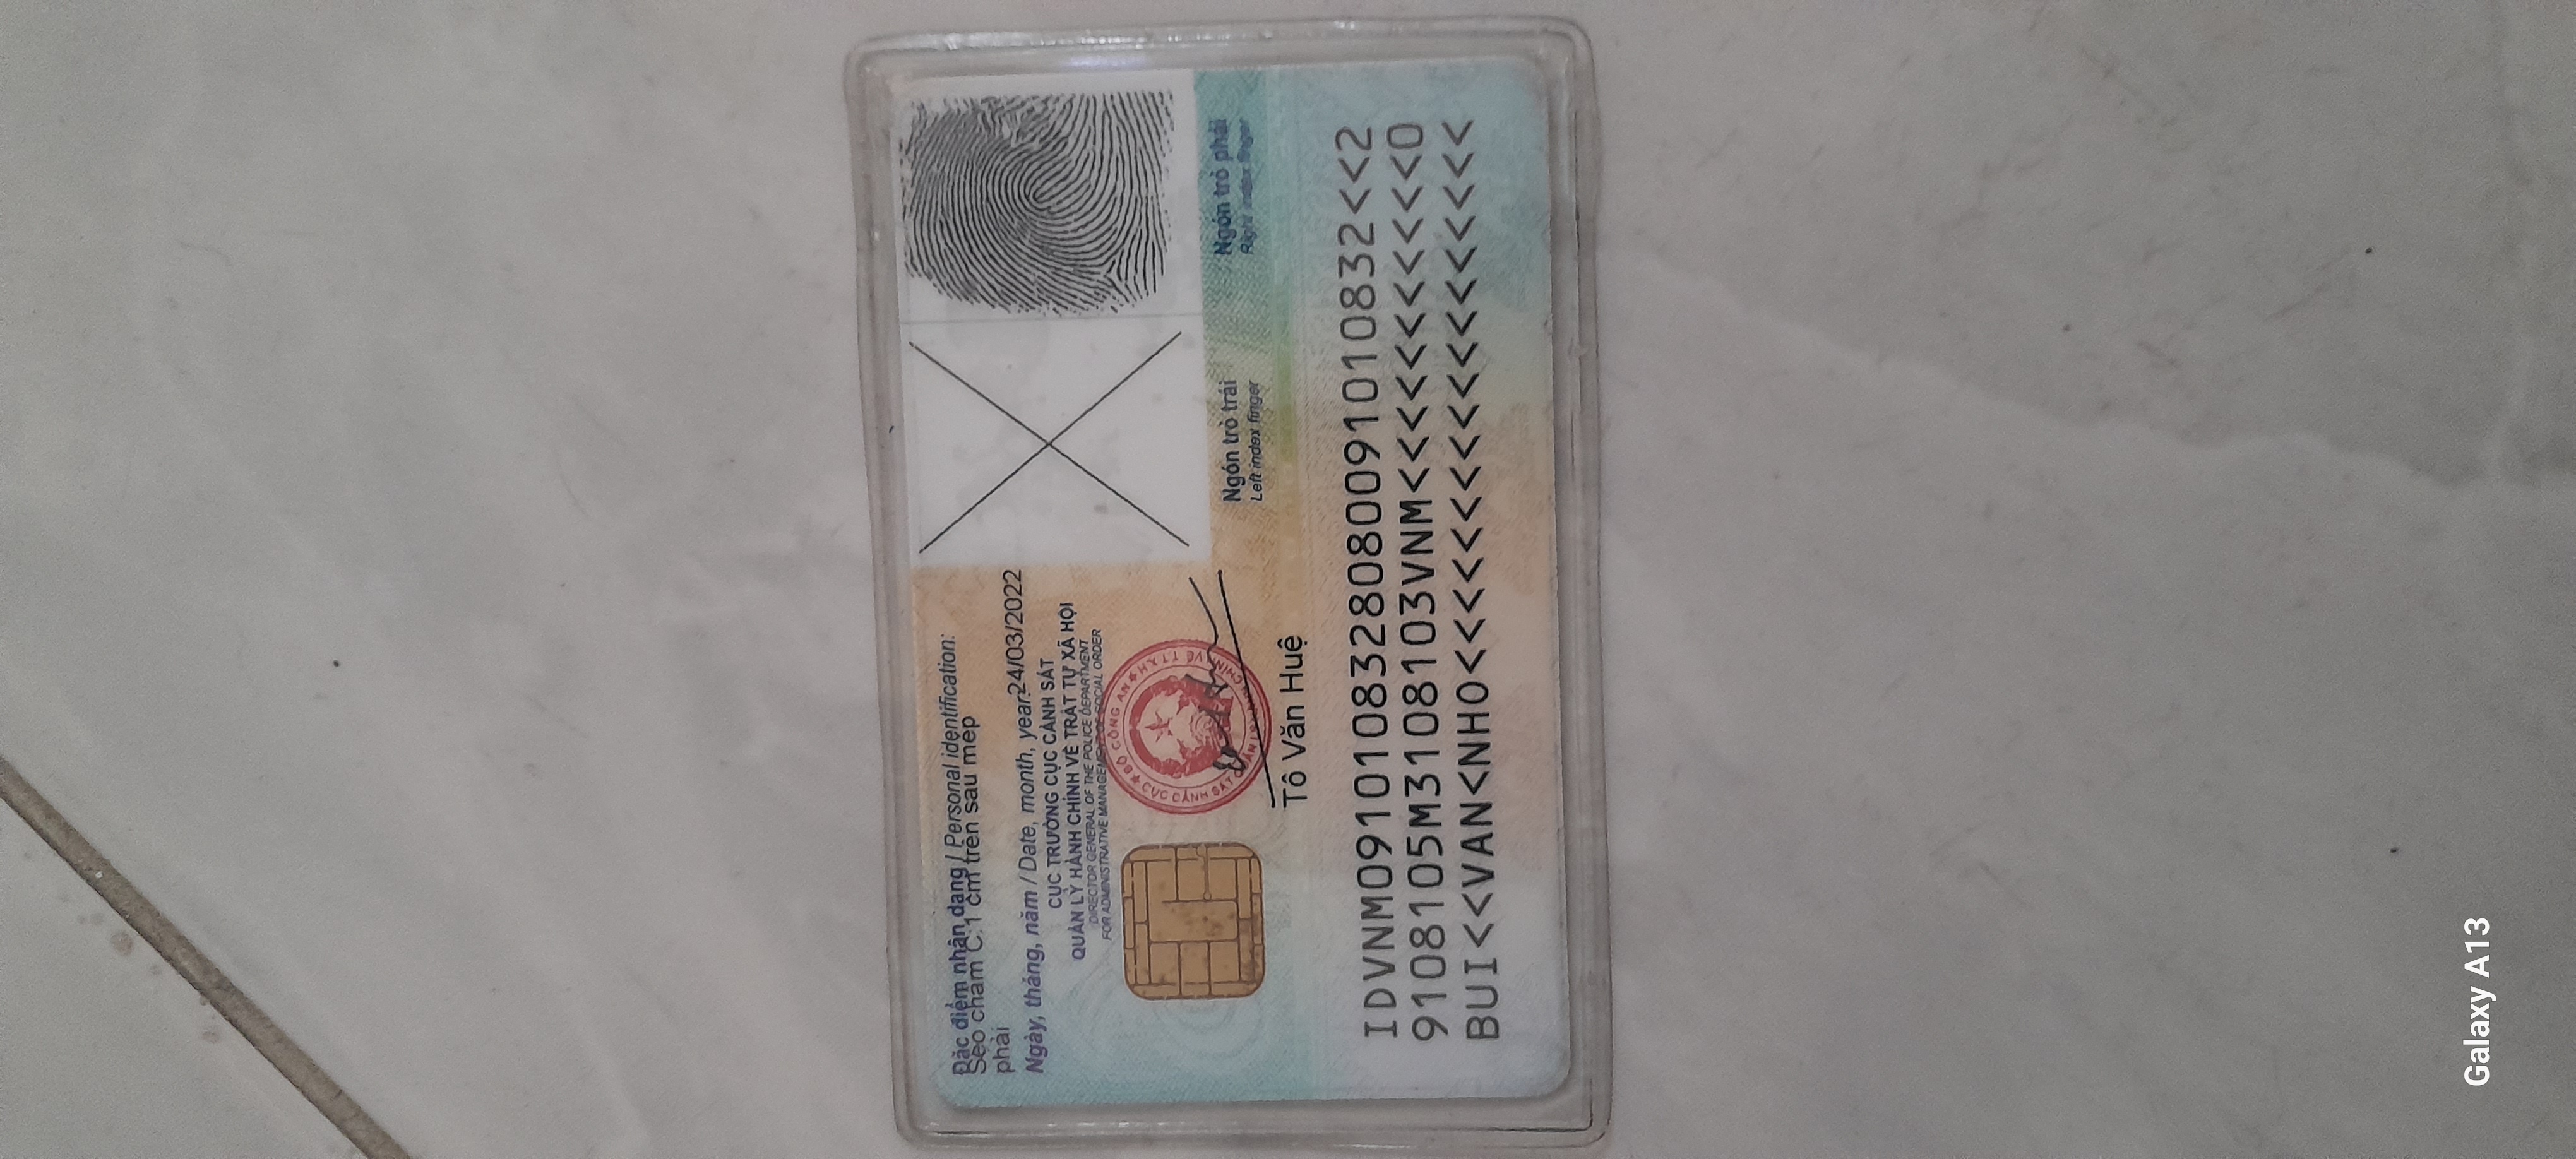 Đặc điểm nhận dạng / Personal identification:
Sẹo chấm C:1 cm trên sau mép
phải
Ngày, tháng, năm / Date, month, year:24/03/2022
CỤC TRƯỞNG CỤC CẢNH SÁT
QUẢN LÝ HÀNH CHÍNH VỀ TRẬT TỰ XÃ HỘI
DIRECTOR GENERAL OF THE POLICE DEPARTMENT
FOR ADMINISTRATIVE MANAGEMENT OF SOCIAL ORDER
BỘ CÔNG AN
Tô Văn Huệ
Ngón trỏ trái
Left index finger
Ngón trỏ phải
Right index finger
IDVNM0910108328080091010832<<2
9108105M3108103VNM<<<<<<<<<<<0
BUI<<VAN<NHO<<<<<<<<<<<<<<<<<<
Galaxy A13